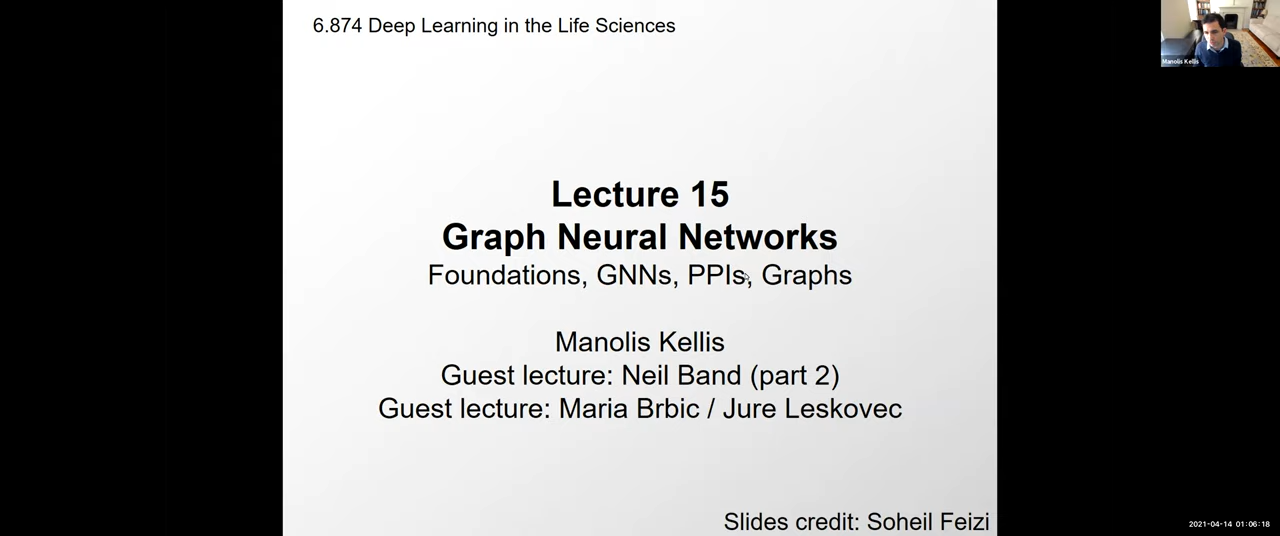 6.874 Deep Learning in the Life Sciences
Manolis Kellis
Lecture 15
Graph Neural Networks
Foundations, GNNs, PPIs, Graphs
Manolis Kellis
Guest lecture: Neil Band (part 2)
Guest lecture: Maria Brbic / Jure Leskovec
Slides credit: Soheil Feizi
2021-04-14 01:06:18